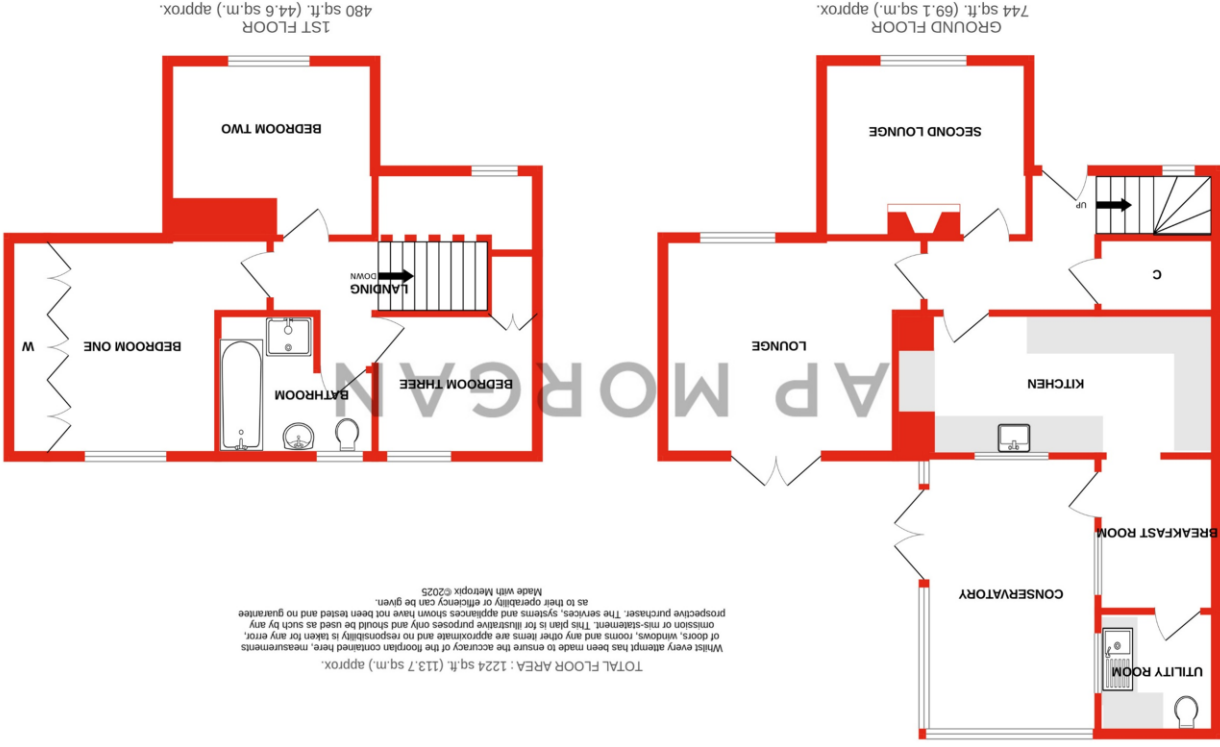 GROUND FLOOR
744 sq.ft. (69.1 sq.m.) approx.
1ST FLOOR
480 sq.ft. (44.6 sq.m.) approx.
UTILITY ROOM
BREAKFAST ROOM
CONSERVATORY
KITCHEN
LOUNGE
C
UP
SECOND LOUNGE
BEDROOM THREE
BATHROOM
BEDROOM ONE
W
LANDING
DOWN
BEDROOM TWO
AP MORGAN
TOTAL FLOOR AREA : 1224 sq.ft. (113.7 sq.m.) approx.
Whilst every attempt has been made to ensure the accuracy of the floorplan contained here, measurements
of doors, windows, rooms and any other items are approximate and no responsibility is taken for any error,
omission or mis-statement. This plan is for illustrative purposes only and should be used as such by any
prospective purchaser. The services, systems and appliances shown have not been tested and no guarantee
as to their operability or efficiency can be given.
Made with Metropix ©2025